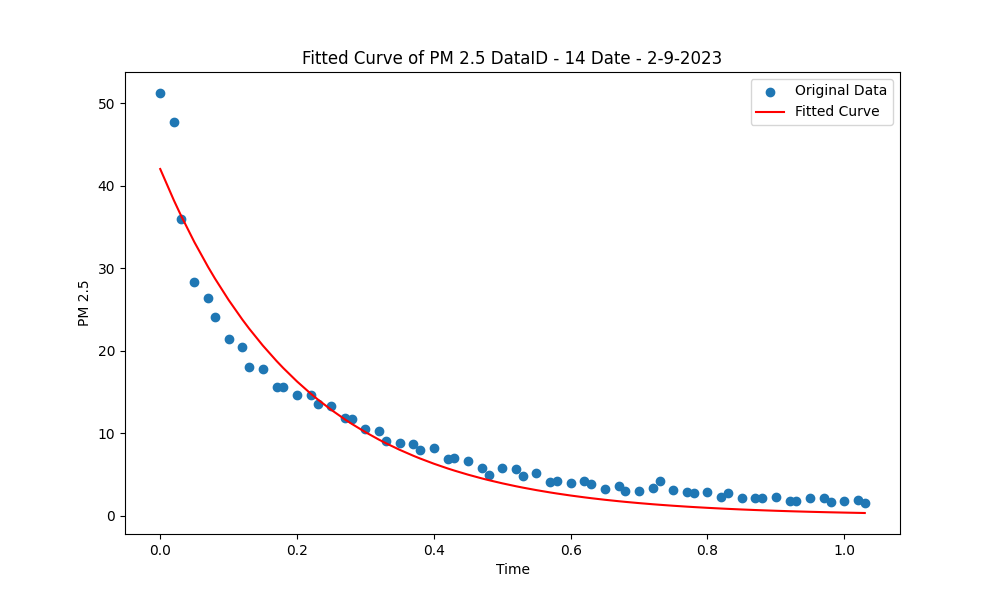 Fitted Curve of PM 2.5 DataID - 14 Date - 2-9-2023
Original Data
Fitted Curve
50
40
30
20
10
0
PM 2.5
0.0 0.2 0.4 0.6 0.8 1.0
Time